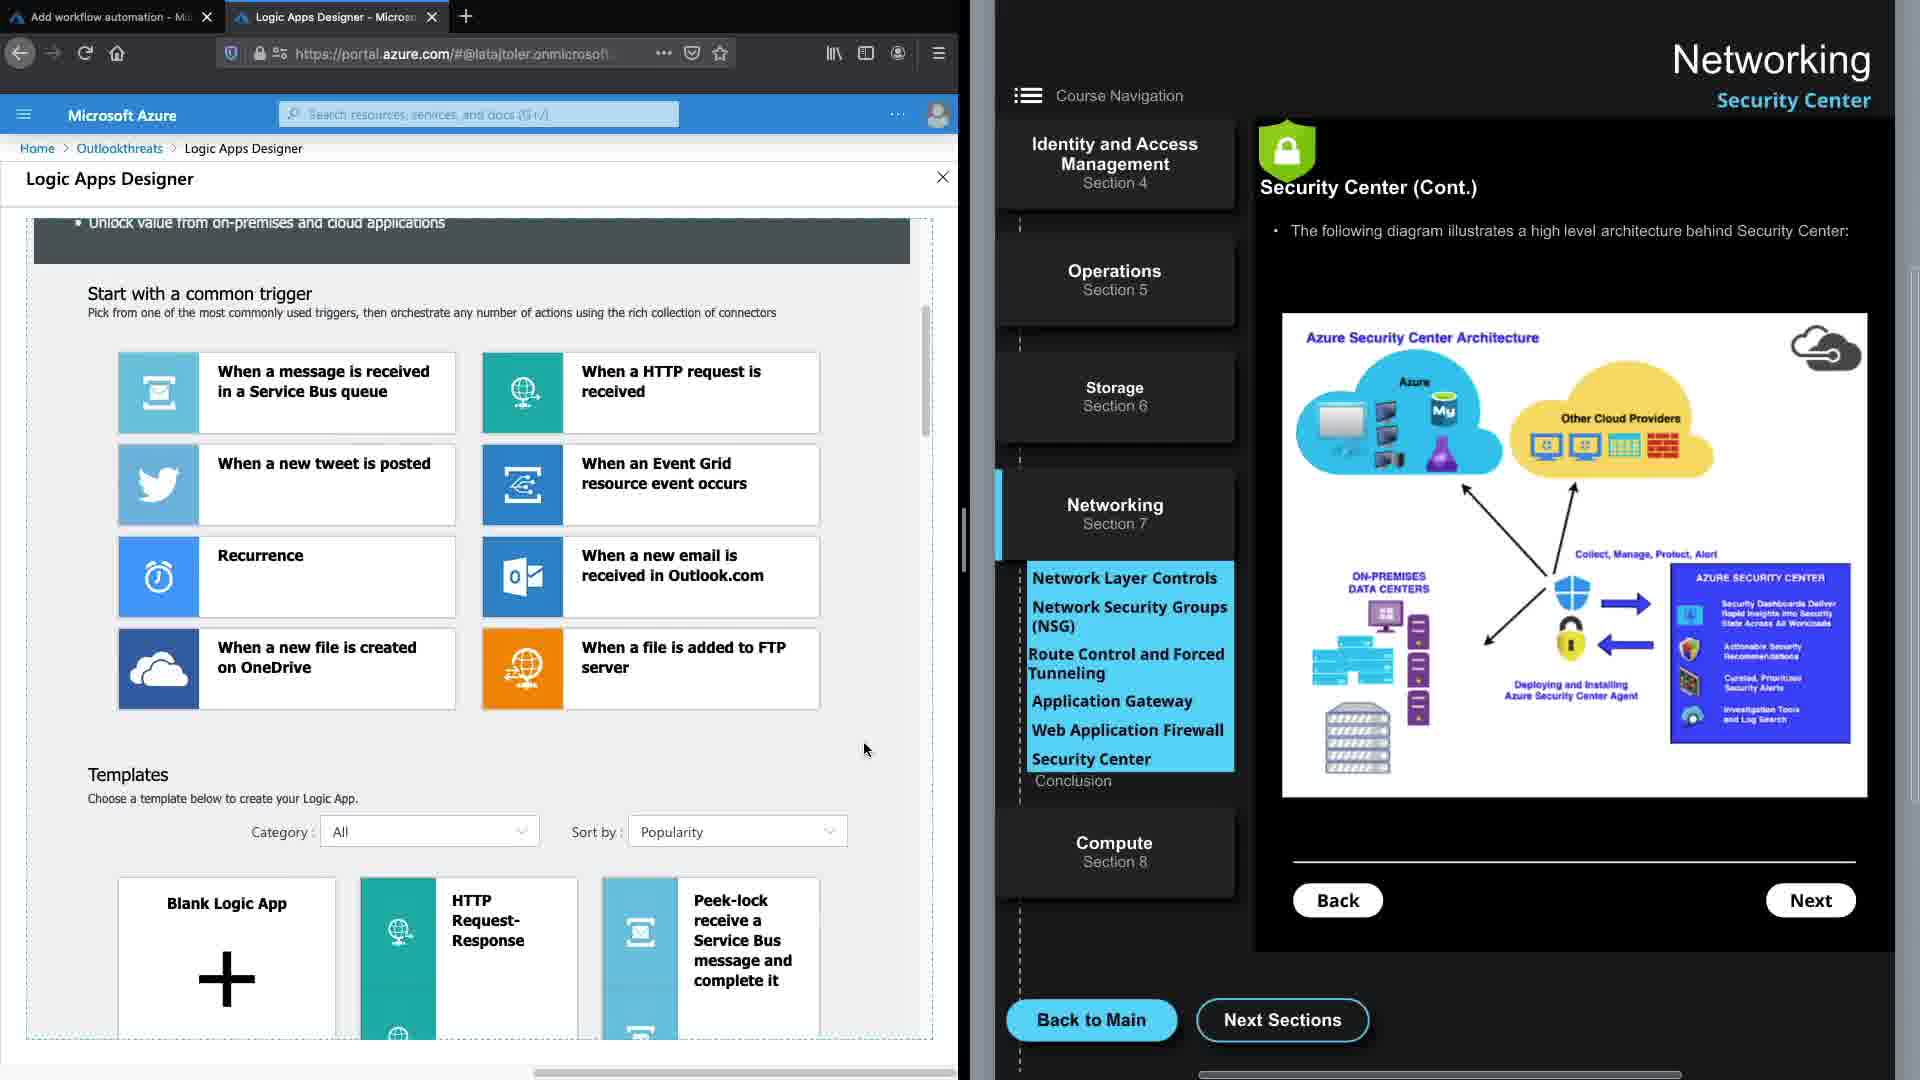 Add workflow automation - Mi
Logic Apps Designer - Microso
https://portal.azure.com/#@latajtoler.onmicrosoft
Microsoft Azure
Search resources, services, and docs (G+/)
Home > Outlookthreats > Logic Apps Designer
Logic Apps Designer
• Unlock value from on-premises and cloud applications
Start with a common trigger
Pick from one of the most commonly used triggers, then orchestrate any number of actions using the rich collection of connectors
When a message is received
in a Service Bus queue
When a HTTP request is
received
When a new tweet is posted
When an Event Grid
resource event occurs
Recurrence
When a new email is
received in Outlook.com
When a new file is created
on OneDrive
When a file is added to FTP
server
Templates
Choose a template below to create your Logic App.
Category : All
Sort by : Popularity
Blank Logic App
HTTP
Request-
Response
Peek-lock
receive a
Service Bus
message and
complete it
Networking
Security Center
Course Navigation
Identity and Access
Management
Section 4
Operations
Section 5
Storage
Section 6
Networking
Section 7
Network Layer Controls
Network Security Groups
(NSG)
Route Control and Forced
Tunneling
Application Gateway
Web Application Firewall
Security Center
Conclusion
Compute
Section 8
Back to Main
Next Sections
Security Center (Cont.)
• The following diagram illustrates a high level architecture behind Security Center:
Azure Security Center Architecture
Azure
My
Other Cloud Providers
Collect, Manage, Protect, Alert
ON-PREMISES
DATA CENTERS
AZURE SECURITY CENTER
Security Dashboards Deliver
Rapid Insights into Security
State Across All Workloads
Actionable Security
Recommendations
Curated, Prioritized
Security Alerts
Investigation Tools
and Log Search
Deploying and Installing
Azure Security Center Agent
Back
Next